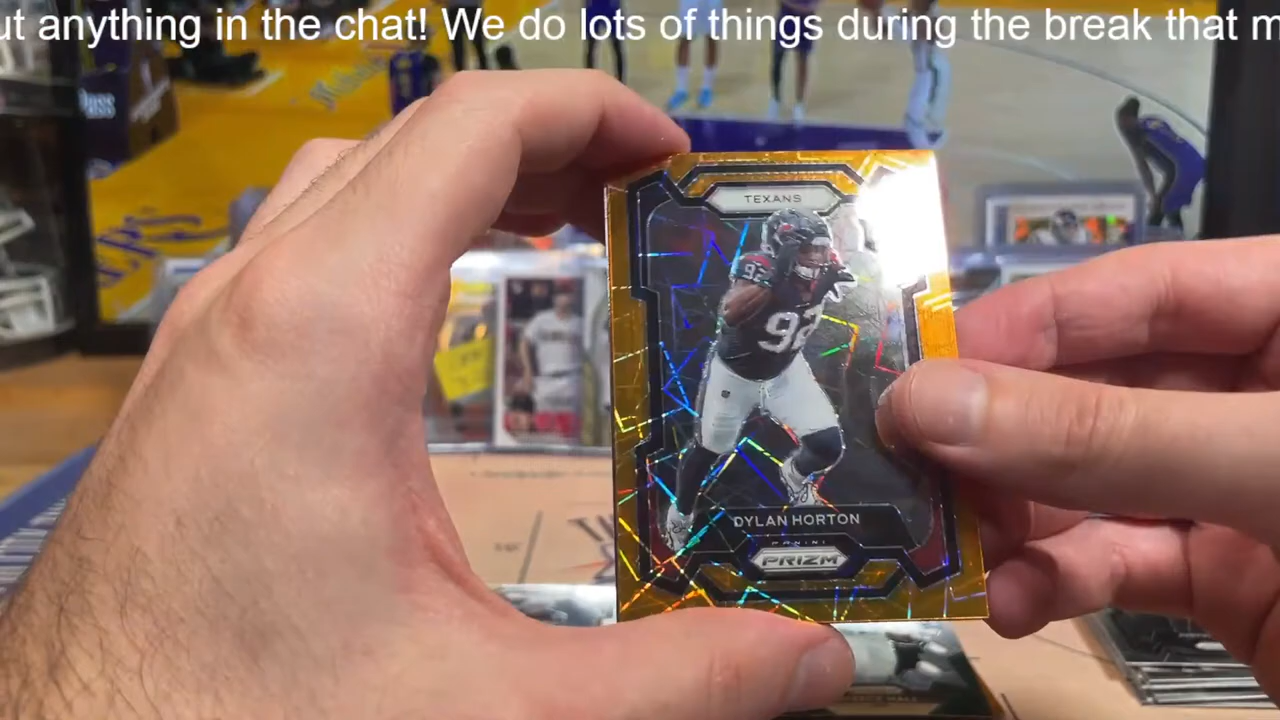 ut anything in the chat! We do lots of things during the break that m
TEXANS
92
92
DYLAN HORTON
PANINI
PRIZM